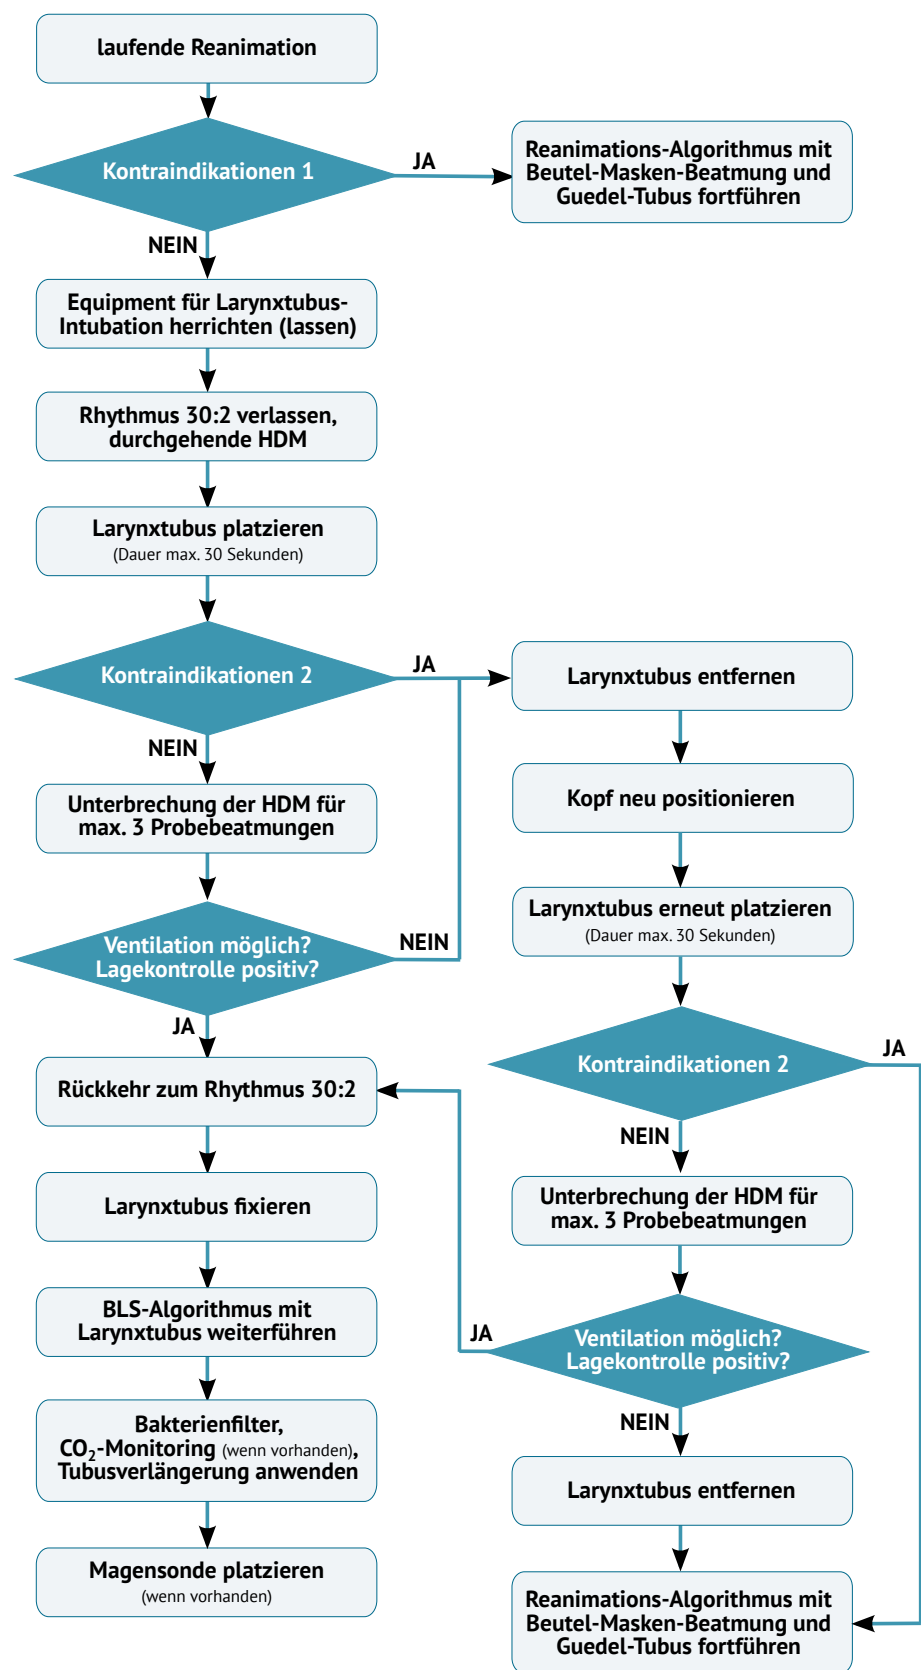 laufende Reanimation
Kontraindikationen 1
JA
Reanimations-Algorithmus mit
Beutel-Masken-Beatmung und
Guedel-Tubus fortführen
NEIN
Equipment für Larynxtubus-
Intubation herrichten (lassen)
Rhythmus 30:2 verlassen,
durchgehende HDM
Larynxtubus platzieren
(Dauer max. 30 Sekunden)
Kontraindikationen 2
JA
NEIN
Unterbrechung der HDM für
max. 3 Probebeatmungen
Ventilation möglich?
Lagekontrolle positiv?
NEIN
JA
Rückkehr zum Rhythmus 30:2
Larynxtubus fixieren
BLS-Algorithmus mit
Larynxtubus weiterführen
Bakterienfilter,
CO₂-Monitoring (wenn vorhanden),
Tubusverlängerung anwenden
Magensonde platzieren
(wenn vorhanden)
Larynxtubus entfernen
Kopf neu positionieren
Larynxtubus erneut platzieren
(Dauer max. 30 Sekunden)
Kontraindikationen 2
JA
NEIN
Unterbrechung der HDM für
max. 3 Probebeatmungen
Ventilation möglich?
Lagekontrolle positiv?
JA
NEIN
Larynxtubus entfernen
Reanimations-Algorithmus mit
Beutel-Masken-Beatmung und
Guedel-Tubus fortführen